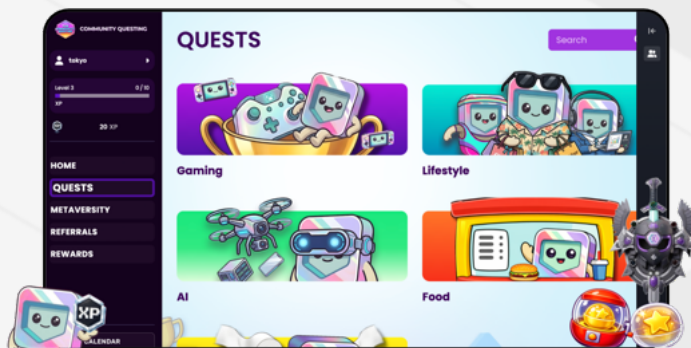 COMMUNITY QUESTING
tokyo
Level 3 0 / 10
XP
20 XP
HOME
QUESTS
METAVERSITY
REFERRALS
REWARDS
XP
QUESTS
Search
Gaming
Lifestyle
AI
Food